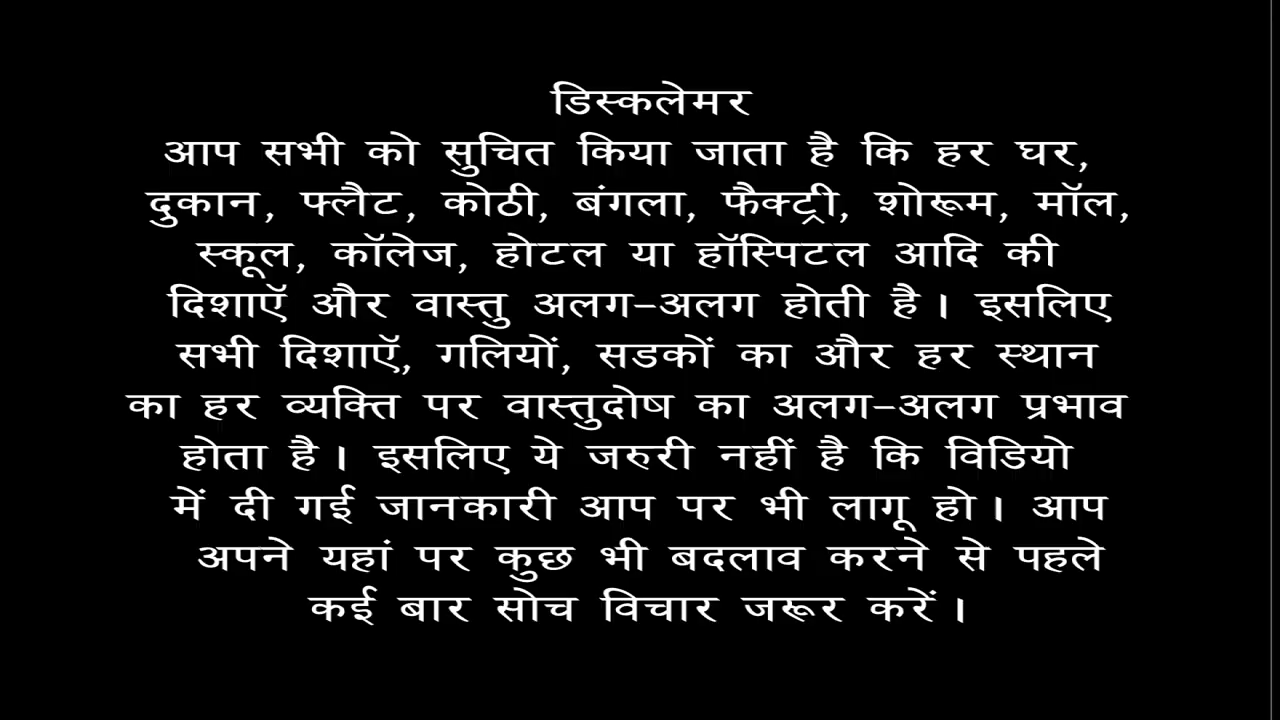 डिस्कलेमर
आप सभी को सुचित किया जाता है कि हर घर,
दुकान, फ्लैट, कोठी, बंगला, फैक्ट्री, शोरूम, मॉल,
स्कूल, कॉलेज, होटल या हॉस्पिटल आदि की
दिशाऍ और वास्तु अलग-अलग होती है। इसलिए
सभी दिशाऍ, गलियों, सडकों का और हर स्थान
का हर व्यक्ति पर वास्तुदोष का अलग-अलग प्रभाव
होता है। इसलिए ये जरुरी नहीं है कि विडियो
में दी गई जानकारी आप पर भी लागू हो। आप
अपने यहां पर कुछ भी बदलाव करने से पहले
कई बार सोच विचार जरूर करें।